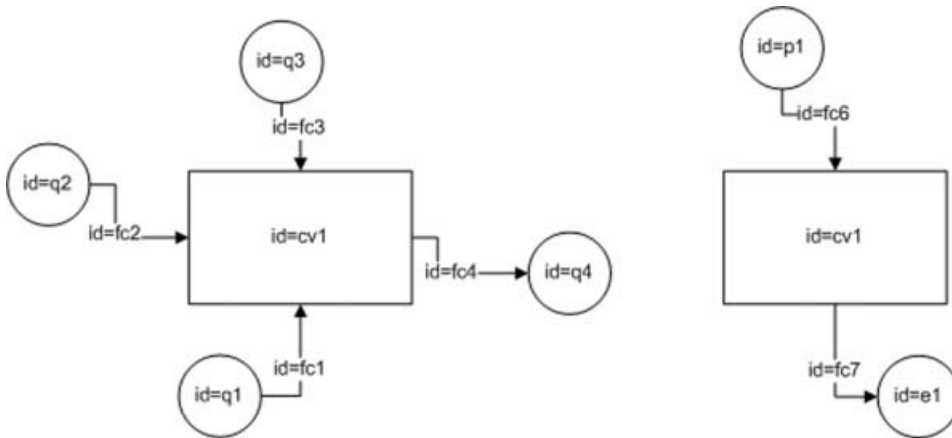 id=q3
id=fc3
id=q2
id=fc2
id=cv1
id=fc4
id=q4
id=fc1
id=q1
id=p1
id=fc6
id=cv1
id=fc7
id=e1